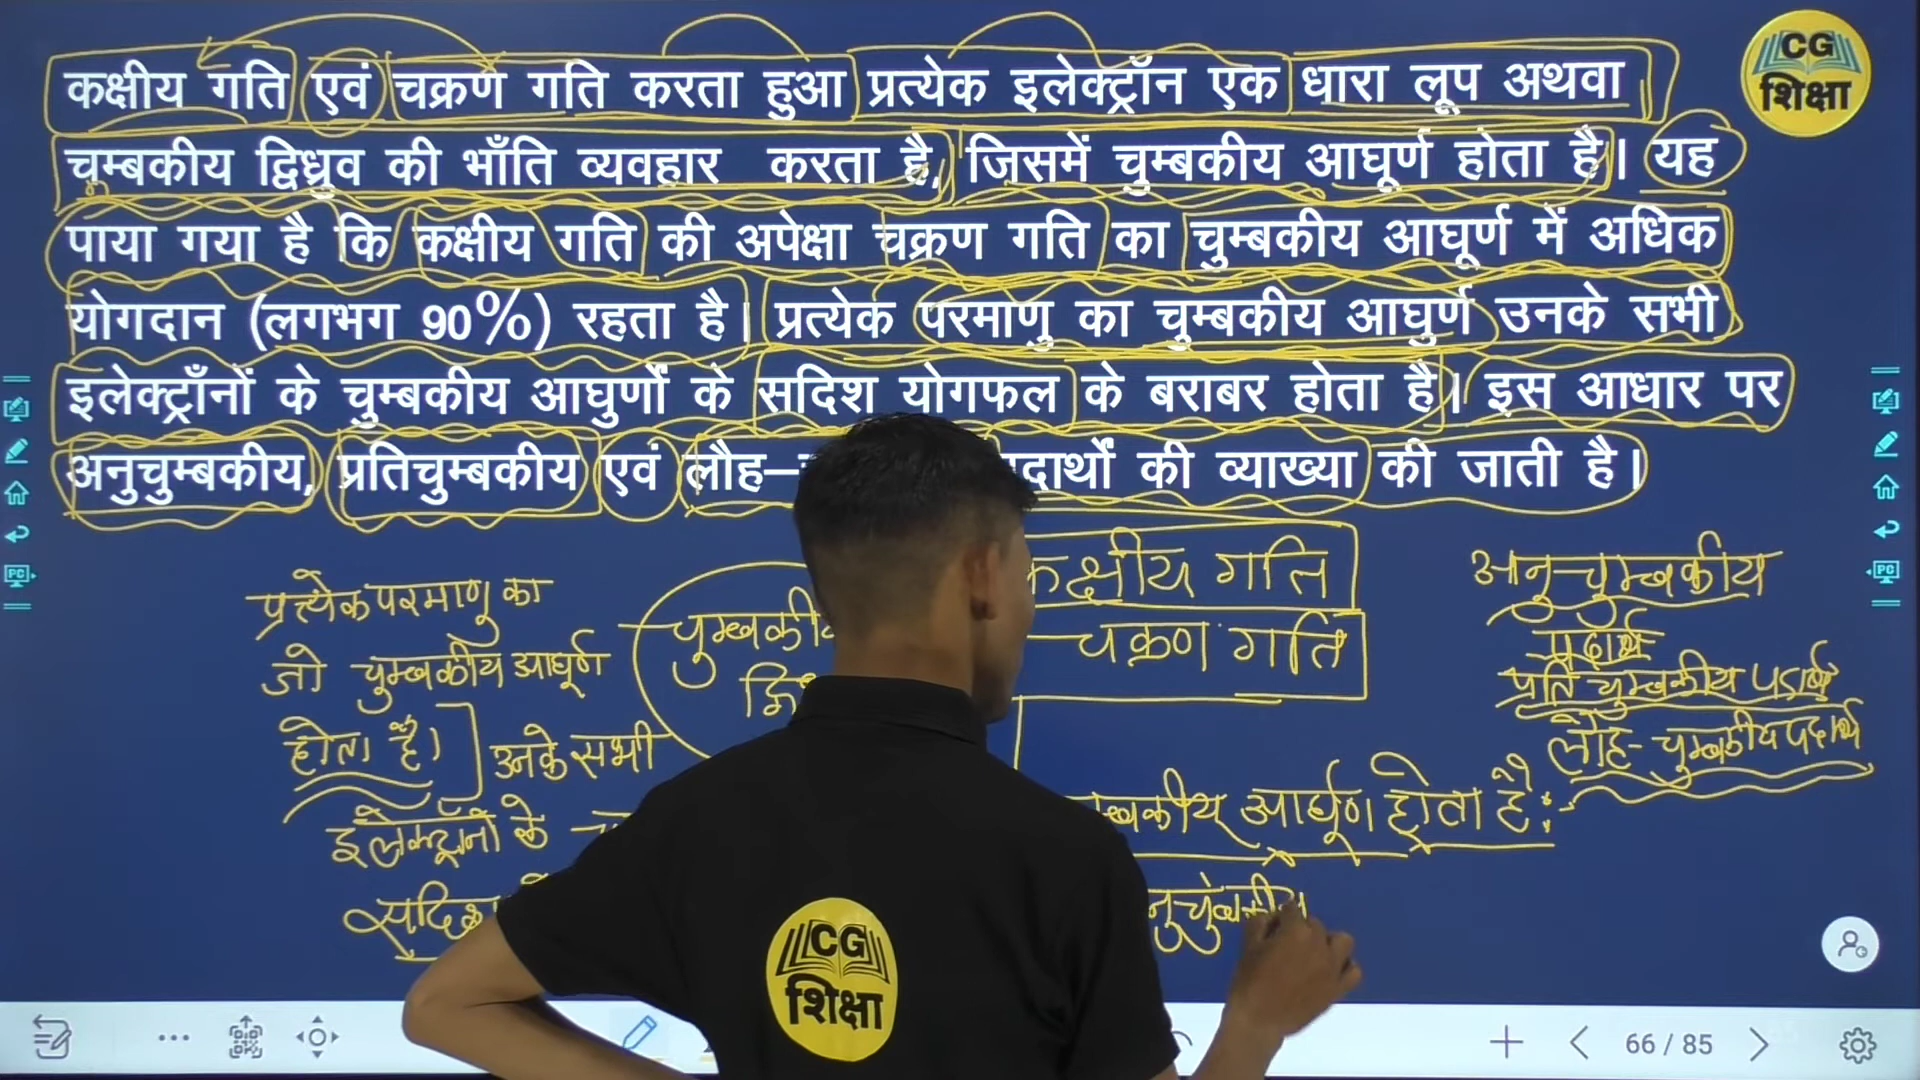 कक्षीय गति एवं चक्रण गति करता हुआ प्रत्येक इलेक्ट्रॉन एक धारा लूप अथवा
चुम्बकीय द्विध्रुव की भाँति व्यवहार करता है, जिसमें चुम्बकीय आघूर्ण होता है। यह
पाया गया है कि कक्षीय गति की अपेक्षा चक्रण गति का चुम्बकीय आघूर्ण में अधिक
योगदान (लगभग 90%) रहता है। प्रत्येक परमाणु का चुम्बकीय आघुर्ण उनके सभी
इलेक्ट्रॉंनों के चुम्बकीय आघुर्णों के सदिश योगफल के बराबर होता है। इस आधार पर
अनुचुम्बकीय, प्रतिचुम्बकीय एवं लौह– पदार्थों की व्याख्या की जाती है।
CG
शिक्षा
प्रत्येक परमाणु का
जो चुम्बकीय आघूर्ण
होता है। उनके सभी
इलेक्ट्रॉनों के
सदिश
चुम्बकीय
कक्षीय गति
चक्रण गति
आघूर्ण होता है:-
अनुचुम्बकीय
पदार्थ
प्रति चुम्बकीय पदार्थ
लौह-चुम्बकीय पदार्थ
CG
शिक्षा
66 / 85
PC
PC